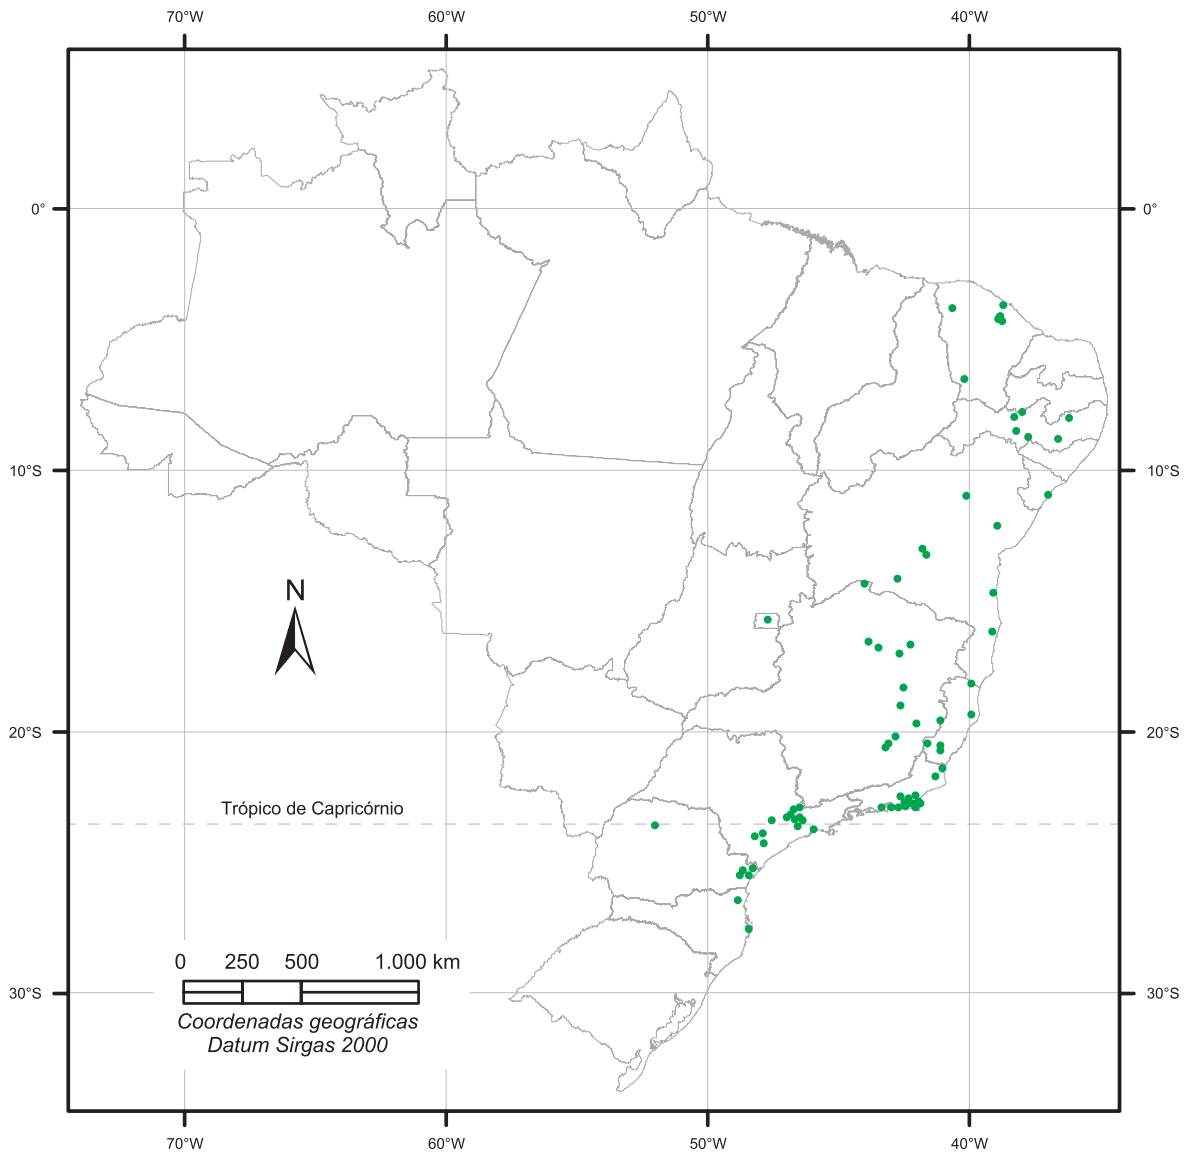 70°W 60°W 50°W 40°W
0° 0°
10°S 10°S
N
20°S 20°S
Trópico de Capricórnio
0 250 500 1.000 km
30°S 30°S
Coordenadas geográficas
Datum Sirgas 2000
70°W 60°W 50°W 40°W